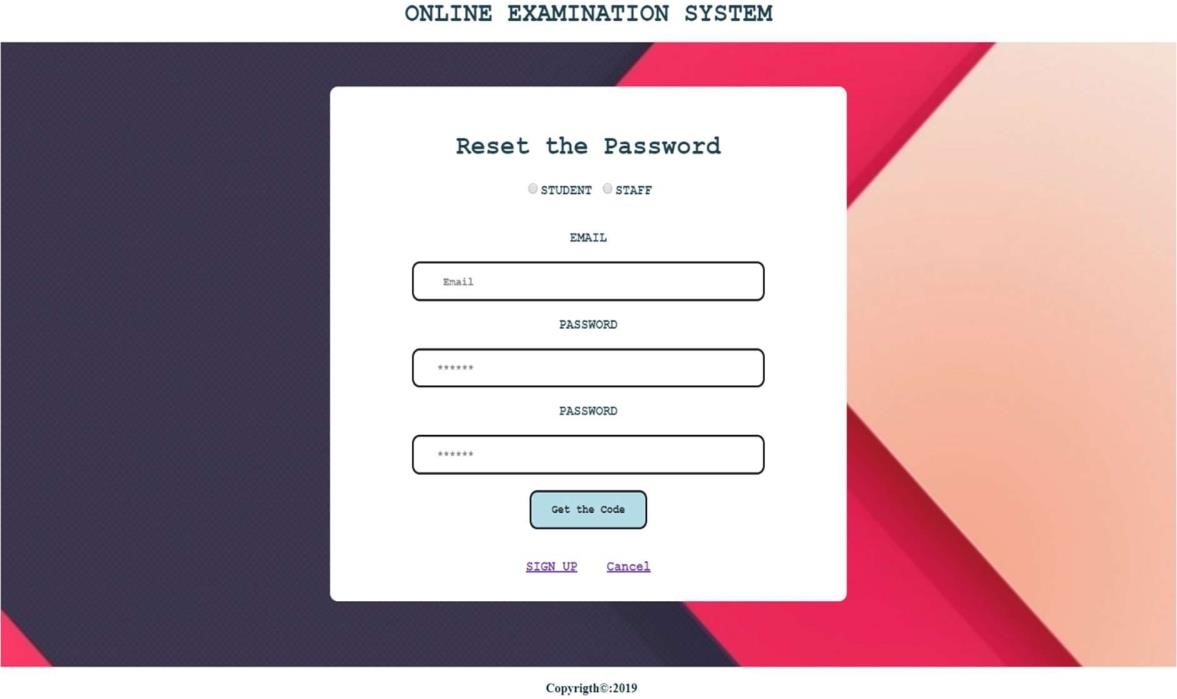 ONLINE EXAMINATION SYSTEM
Reset the Password
STUDENT STAFF
EMAIL
Email
PASSWORD
******
PASSWORD
******
Get the Code
SIGN UP Cancel
Copyrigth©:2019